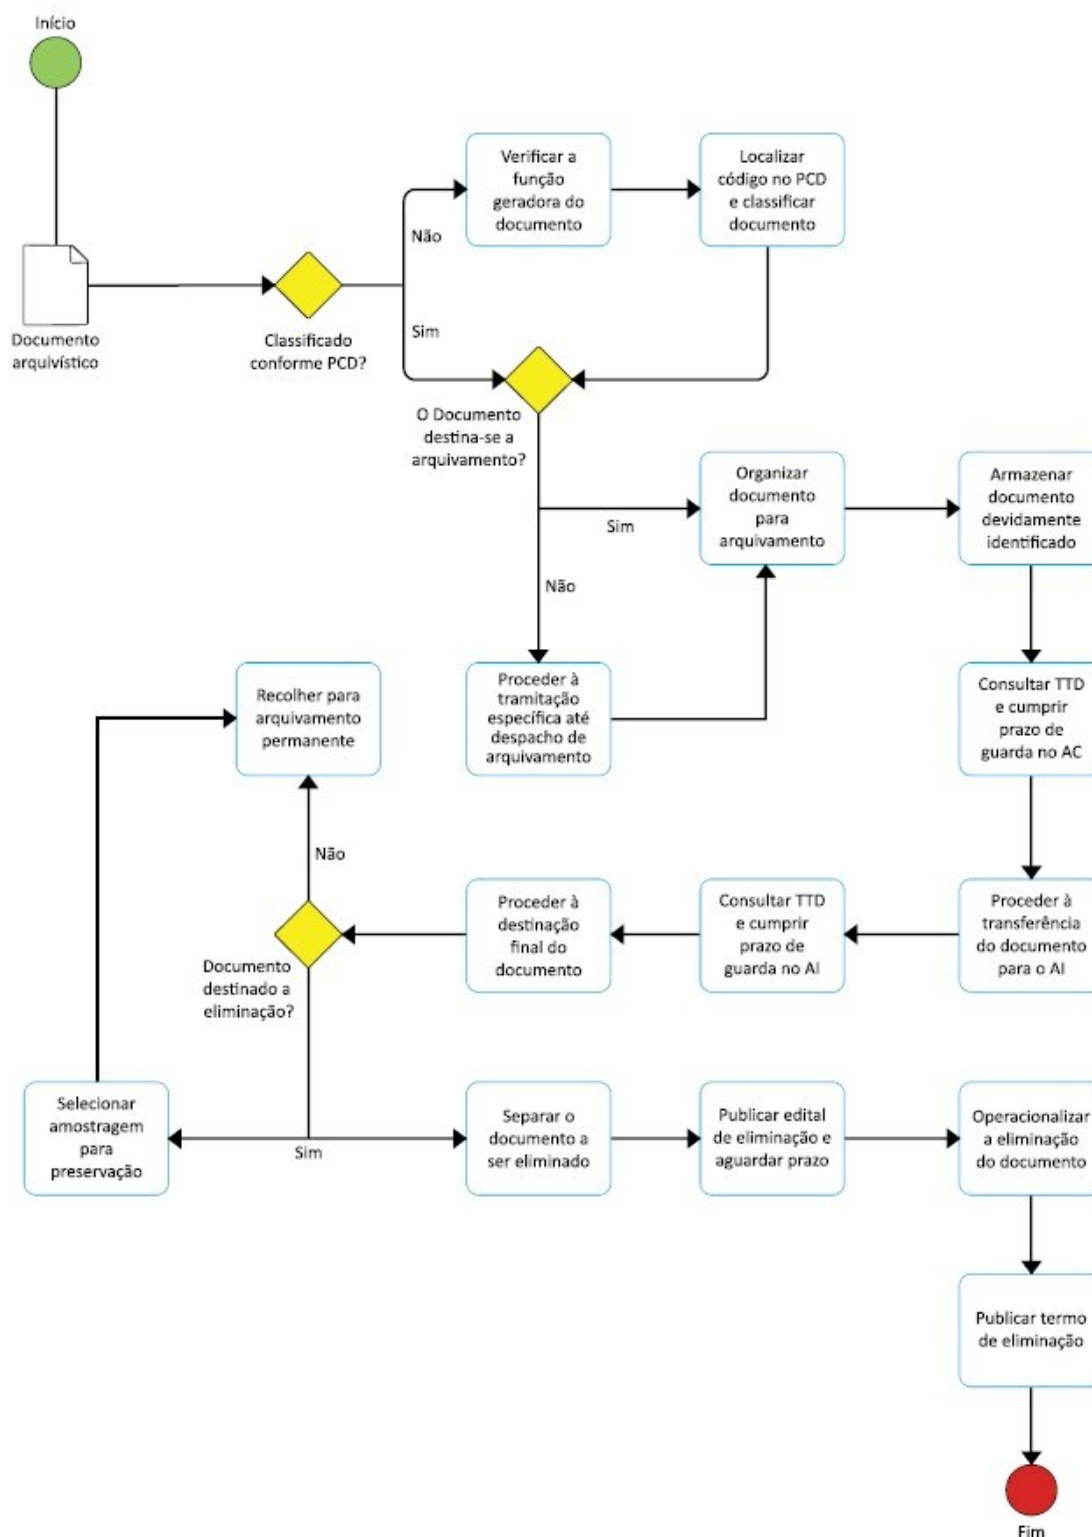 Início
Documento
arquivístico
Classificado
conforme PCD?
Não
Sim
Verificar a
função
geradora do
documento
Localizar
código no PCD
e classificar
documento
O Documento
destina-se a
arquivamento?
Sim
Não
Organizar
documento
para
arquivamento
Armazenar
documento
devidamente
identificado
Proceder à
tramitação
específica até
despacho de
arquivamento
Consultar TTD
e cumprir
prazo de
guarda no AC
Recolher para
arquivamento
permanente
Não
Documento
destinado a
eliminação?
Proceder à
destinação
final do
documento
Consultar TTD
e cumprir
prazo de
guarda no AI
Proceder à
transferência
do documento
para o AI
Selecionar
amostragem
para
preservação
Sim
Separar o
documento a
ser eliminado
Publicar edital
de eliminação e
aguardar prazo
Operacionalizar
a eliminação
do documento
Publicar termo
de eliminação
Fim